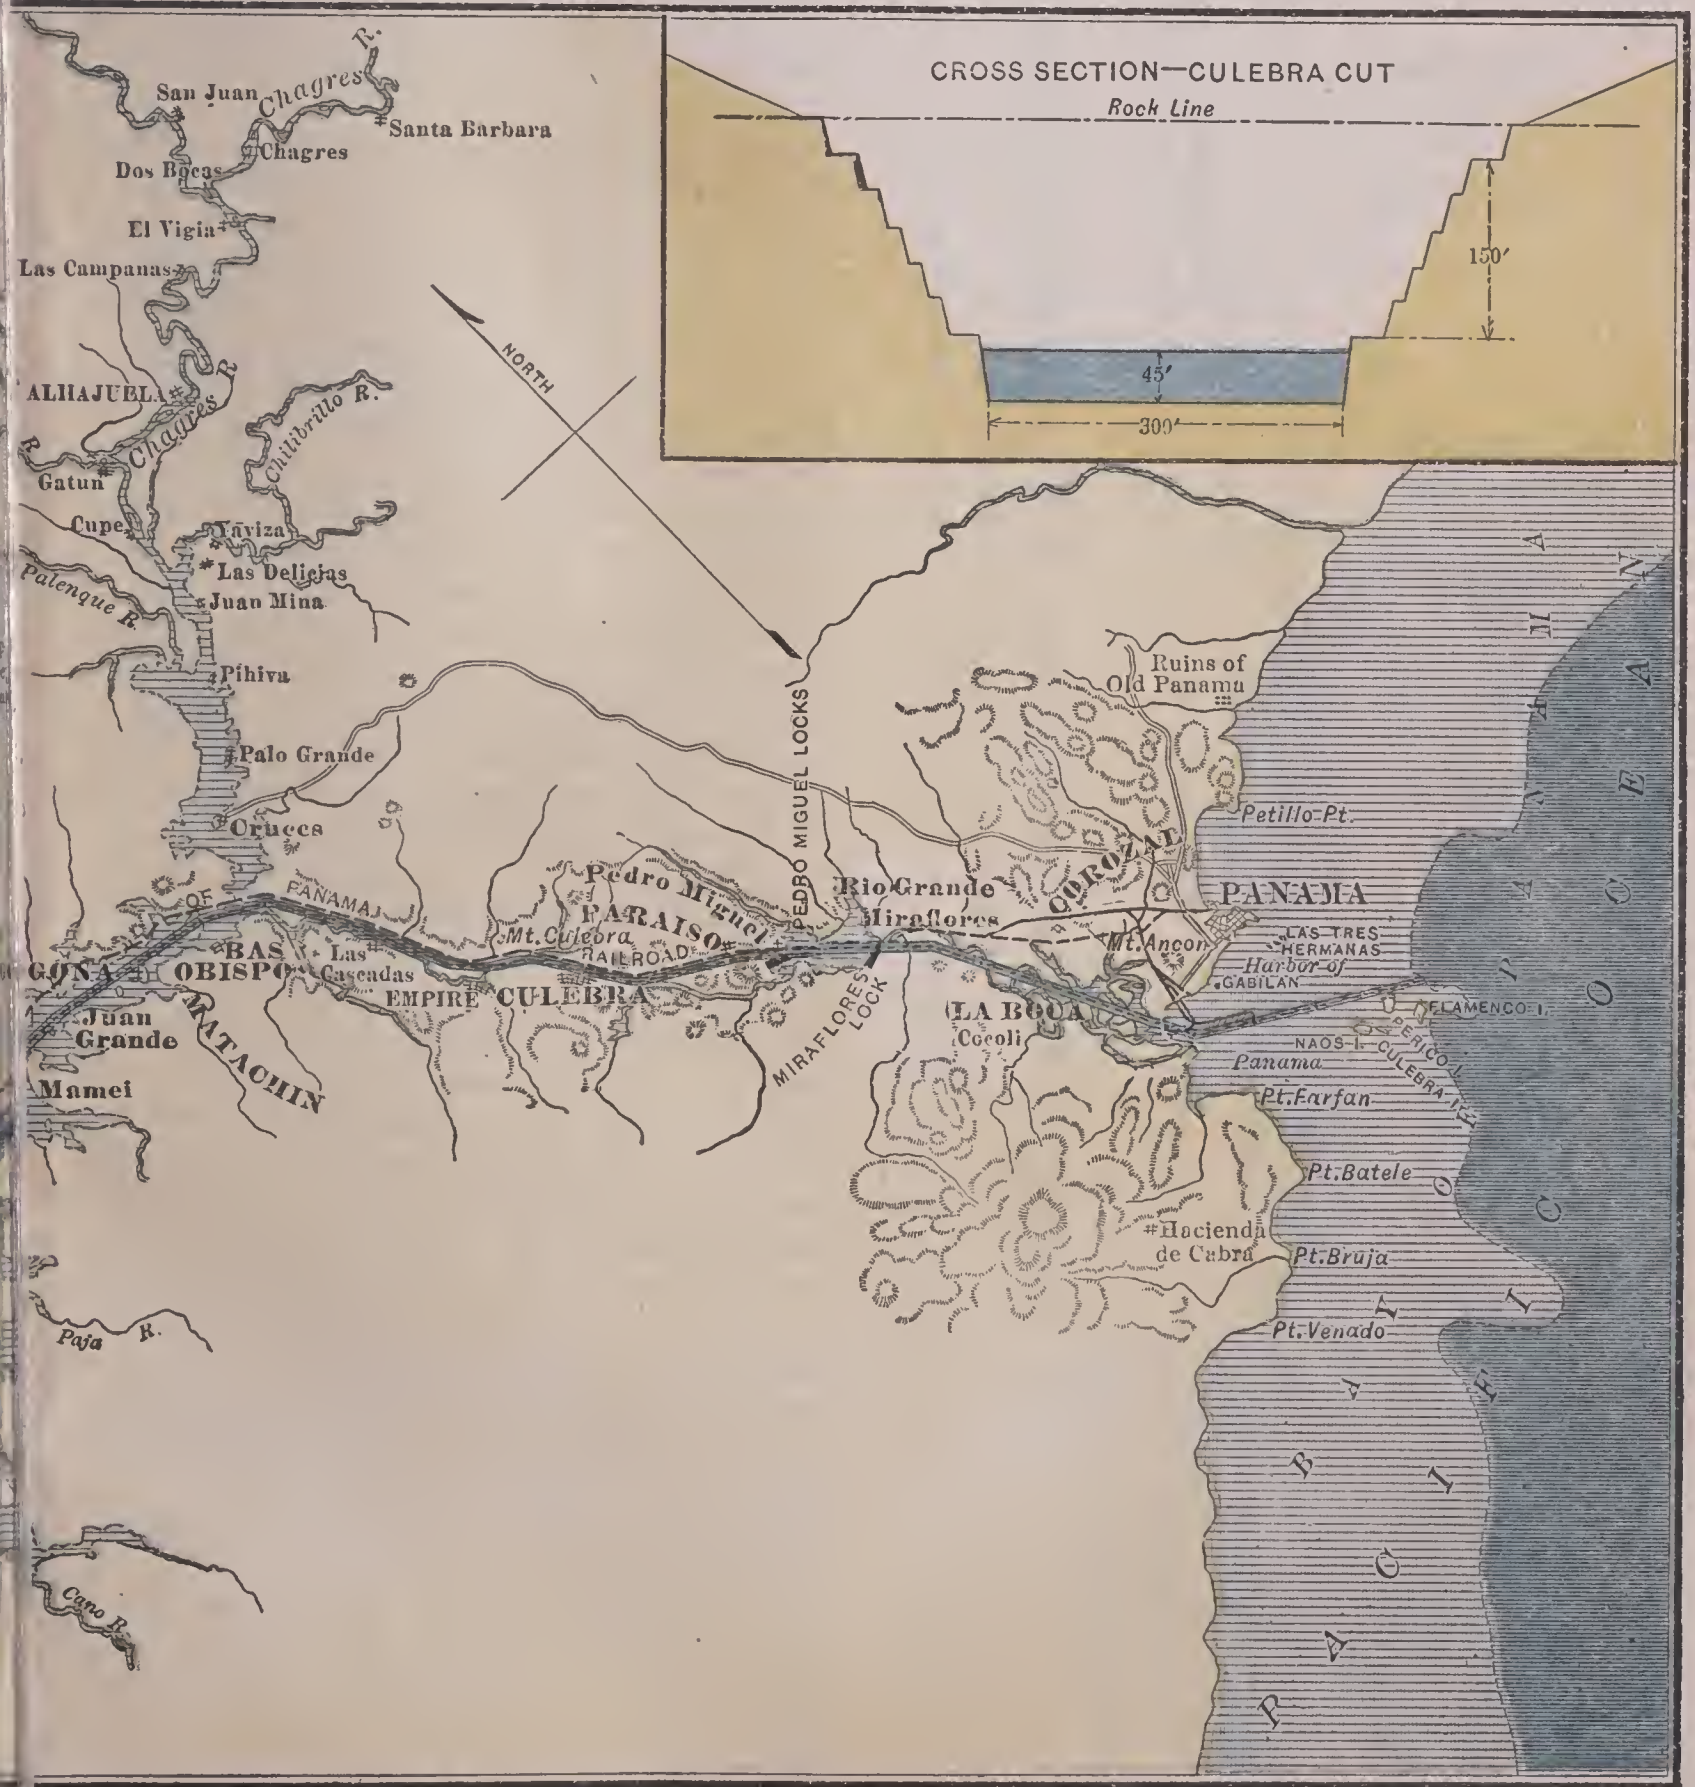 CROSS SECTION—CULEBRA CUT
Rock Line
150′
45′
300′
San Juan
Chagres R.
Santa Barbara
Chagres
Dos Bocas
El Vigia
Las Campanas
NORTH
ALHAJUELA
Chagres R
Chilibrillo R.
R
Gatun
Cupe
Yaviza
Las Delicias
Juan Mina
Palenque R.
Pihiva
Palo Grande
Cruces
PEDRO MIGUEL LOCKS
Ruins of
Old Panama
Petillo Pt.
COROZAL
PANAMA
OF
PANAMA
RAILROAD
Pedro Miguel
PARAISO
Rio Grande
Miraflores
Mt. Culebra
Mt. Ancon
LAS TRES
HERMANAS
Harbor of
GABILAN
FLAMENCO I.
PERICO I.
CULEBRA I.
NAOS I.
Panama
GONA
BAS
OBISPO
Las
Cascadas
EMPIRE
CULEBRA
MIRAFLORES
LOCK
LA BOCA
Cocoli
Juan
Grande
MATACHIN
Mamei
Pt. Farfan
Pt. Batele
Hacienda
de Cabra
Pt. Bruja
Pt. Venado
Paja R.
Cano R.
BAY OF PANAMA
PACIFIC OCEAN